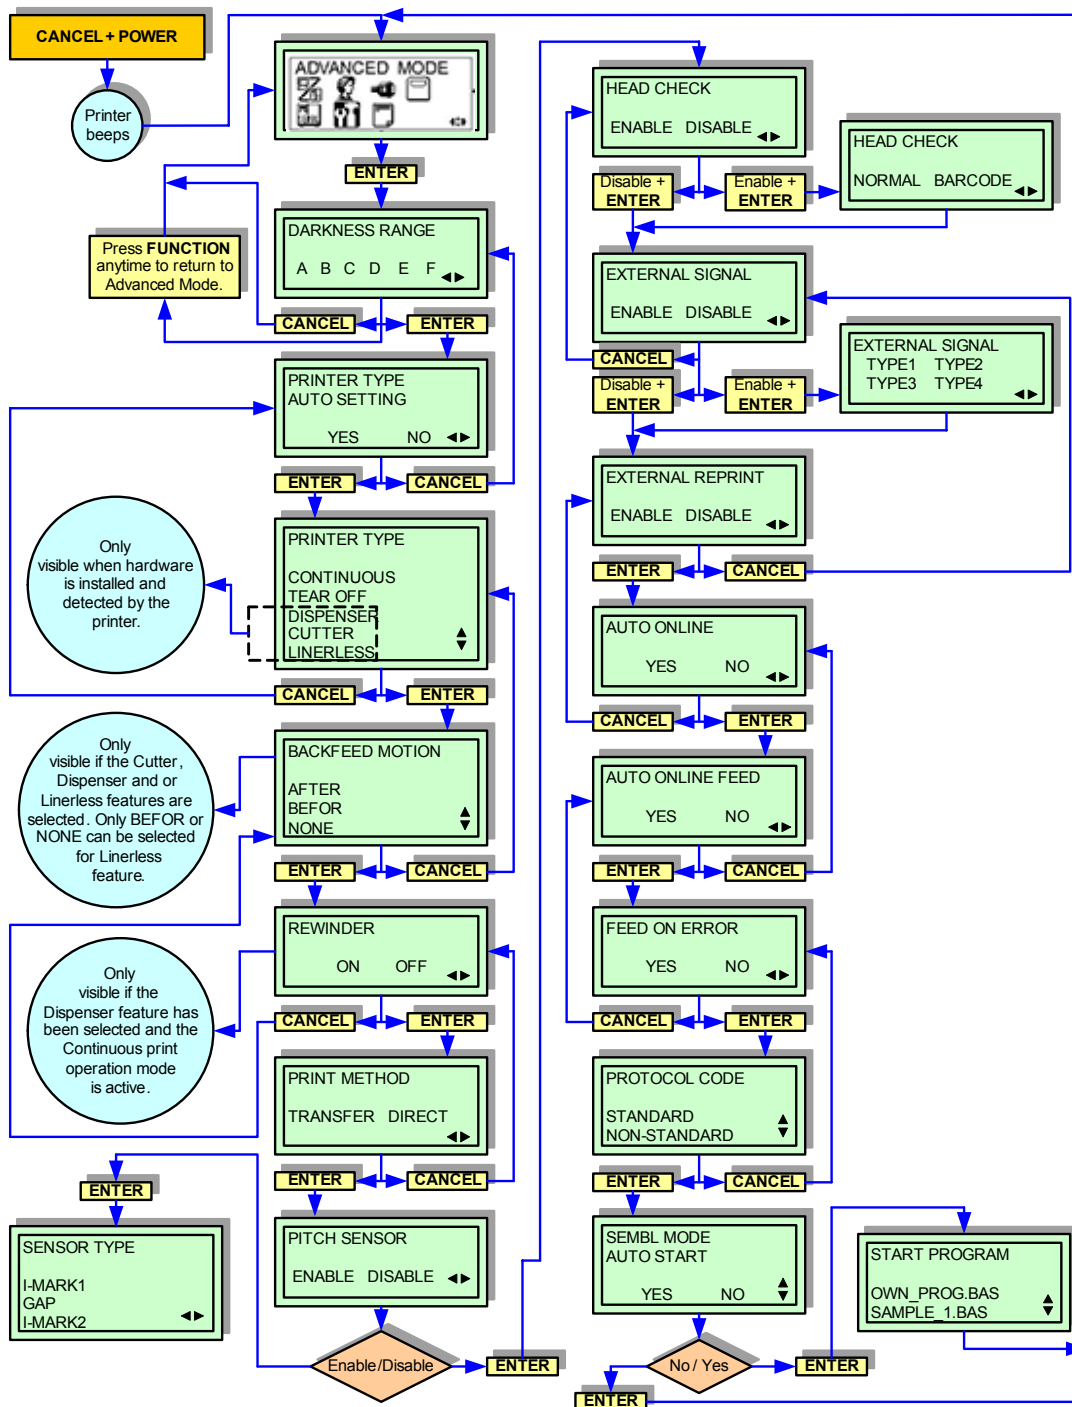 CANCEL + POWER
Printer
beeps
ADVANCED MODE
ENTER
DARKNESS RANGE
A B C D E F
Press FUNCTION
anytime to return to
Advanced Mode.
CANCEL
ENTER
PRINTER TYPE
AUTO SETTING
YES NO
ENTER
CANCEL
Only
visible when hardware
is installed and
detected by the
printer.
PRINTER TYPE
CONTINUOUS
TEAR OFF
DISPENSER
CUTTER
LINERLESS
CANCEL
ENTER
Only
visible if the Cutter,
Dispenser and or
Linerless features are
selected. Only BEFOR or
NONE can be selected
for Linerless
feature.
BACKFEED MOTION
AFTER
BEFOR
NONE
ENTER
CANCEL
REWINDER
ON OFF
Only
visible if the
Dispenser feature has
been selected and the
Continuous print
operation mode
is active.
CANCEL
ENTER
PRINT METHOD
TRANSFER DIRECT
ENTER
CANCEL
ENTER
PITCH SENSOR
ENABLE DISABLE
SENSOR TYPE
I-MARK1
GAP
I-MARK2
Enable/Disable
ENTER
HEAD CHECK
ENABLE DISABLE
HEAD CHECK
NORMAL BARCODE
Disable +
ENTER
Enable +
ENTER
EXTERNAL SIGNAL
ENABLE DISABLE
CANCEL
EXTERNAL SIGNAL
TYPE1 TYPE2
TYPE3 TYPE4
Disable +
ENTER
Enable +
ENTER
EXTERNAL REPRINT
ENABLE DISABLE
ENTER
CANCEL
AUTO ONLINE
YES NO
CANCEL
ENTER
AUTO ONLINE FEED
YES NO
ENTER
CANCEL
FEED ON ERROR
YES NO
CANCEL
ENTER
PROTOCOL CODE
STANDARD
NON-STANDARD
ENTER
CANCEL
SEMBL MODE
AUTO START
YES NO
START PROGRAM
OWN_PROG.BAS
SAMPLE_1.BAS
No / Yes
ENTER
ENTER